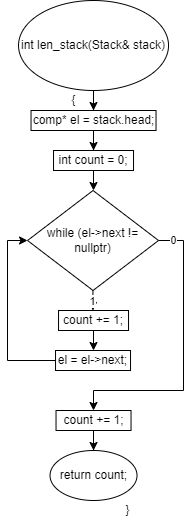 int len_stack(Stack& stack)
{
comp* el = stack.head;
int count = 0;
while (el->next !=
nullptr)
0
1
count += 1;
el = el->next;
count += 1;
return count;
}